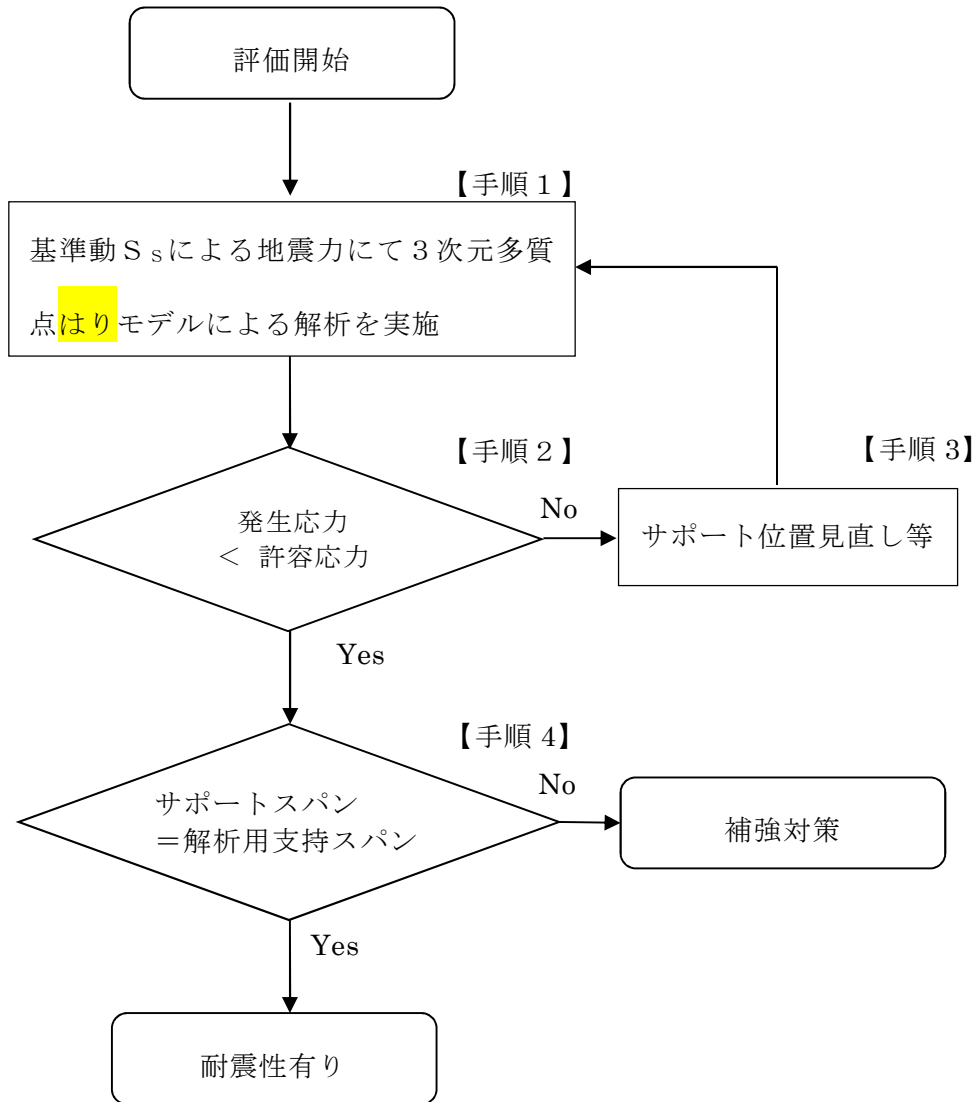 評価開始
【手順１】
基準動Ｓｓによる地震力にて３次元多質
点はりモデルによる解析を実施
【手順２】
【手順 3】
発生応力
＜ 許容応力
No
サポート位置見直し等
Yes
【手順 4】
サポートスパン
＝解析用支持スパン
No
補強対策
Yes
耐震性有り